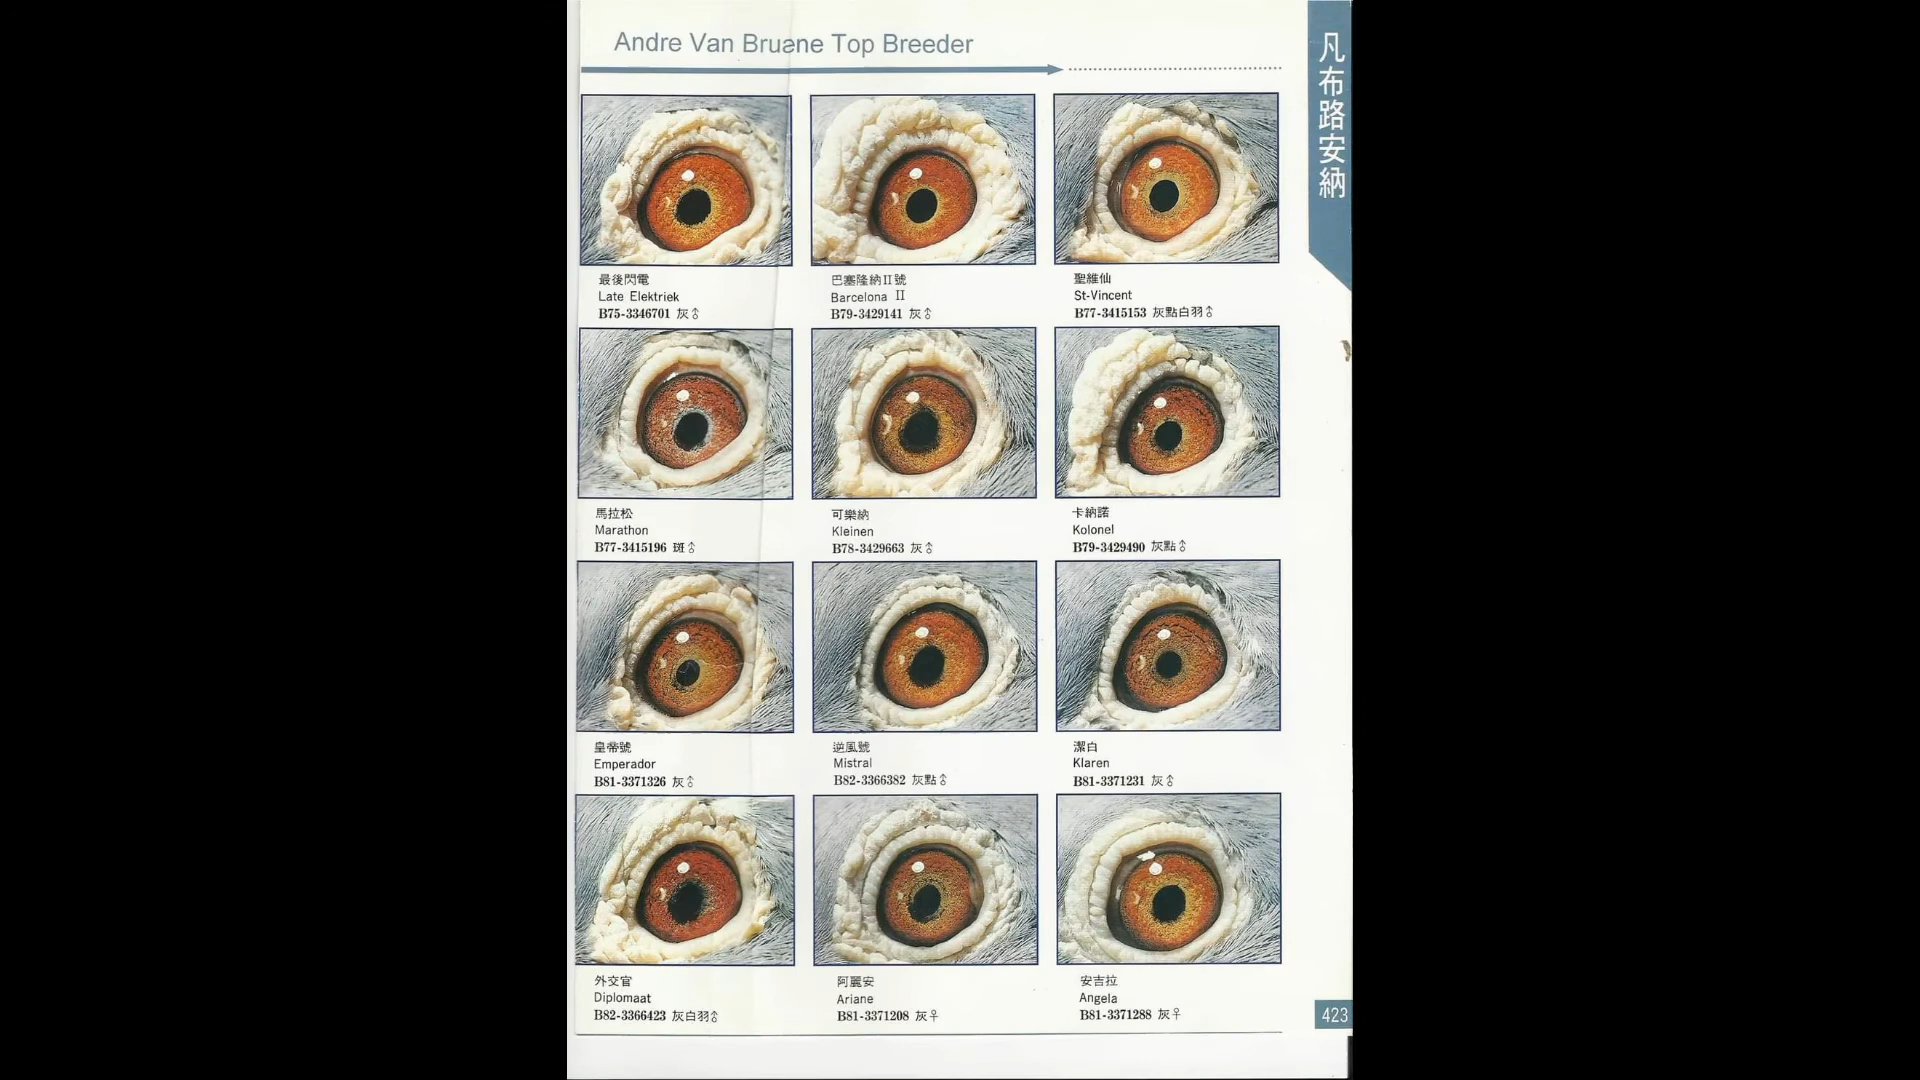 Andre Van Bruane Top Breeder
凡布路安納
最後閃電
Late Elektriek
B75-3346701 灰♂
巴塞隆納II號
Barcelona II
B79-3429141 灰♂
聖維仙
St-Vincent
B77-3415153 灰點白羽♂
馬拉松
Marathon
B77-3415196 斑♂
可樂納
Kleinen
B78-3429663 灰♂
卡納諾
Kolonel
B79-3429490 灰點♂
皇帝號
Emperador
B81-3371326 灰♂
逆風號
Mistral
B82-3366382 灰點♂
潔白
Klaren
B81-3371231 灰♂
外交官
Diplomaat
B82-3366423 灰白羽♂
阿麗安
Ariane
B81-3371208 灰♀
安吉拉
Angela
B81-3371288 灰♀
423